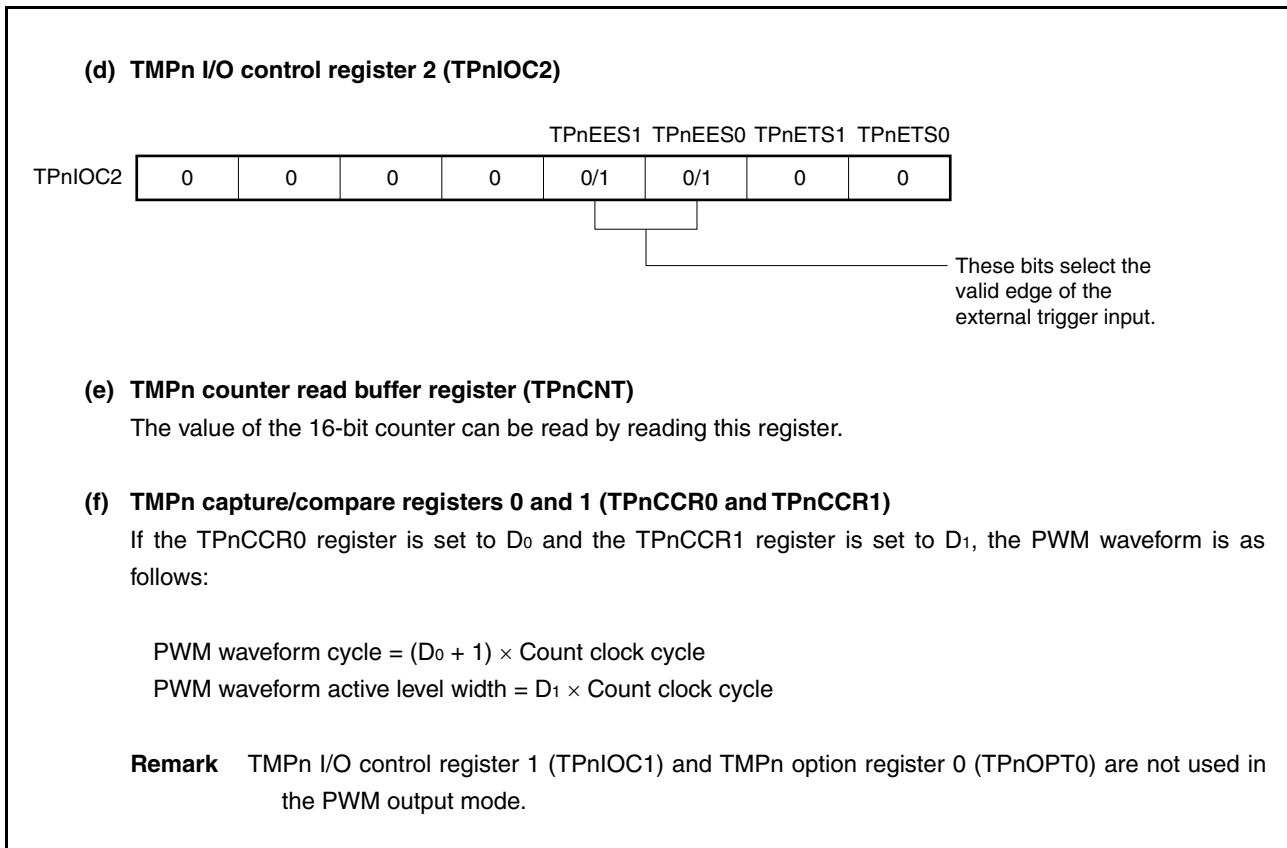 (d) TMPn I/O control register 2 (TPnIOC2)
TPnEES1 TPnEES0 TPnETS1 TPnETS0
TPnIOC2 0 0 0 0 0/1 0/1 0 0
These bits select the
valid edge of the
external trigger input.
(e) TMPn counter read buffer register (TPnCNT)
The value of the 16-bit counter can be read by reading this register.
(f) TMPn capture/compare registers 0 and 1 (TPnCCR0 and TPnCCR1)
If the TPnCCR0 register is set to D₀ and the TPnCCR1 register is set to D₁, the PWM waveform is as
follows:
PWM waveform cycle = (D₀ + 1) × Count clock cycle
PWM waveform active level width = D₁ × Count clock cycle
Remark TMPn I/O control register 1 (TPnIOC1) and TMPn option register 0 (TPnOPT0) are not used in
the PWM output mode.